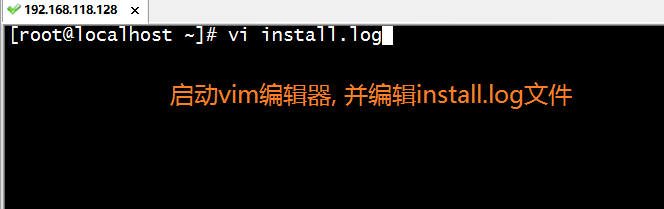 192.168.118.128 ×
[root@localhost ~]# vi install.log
启动vim编辑器, 并编辑install.log文件